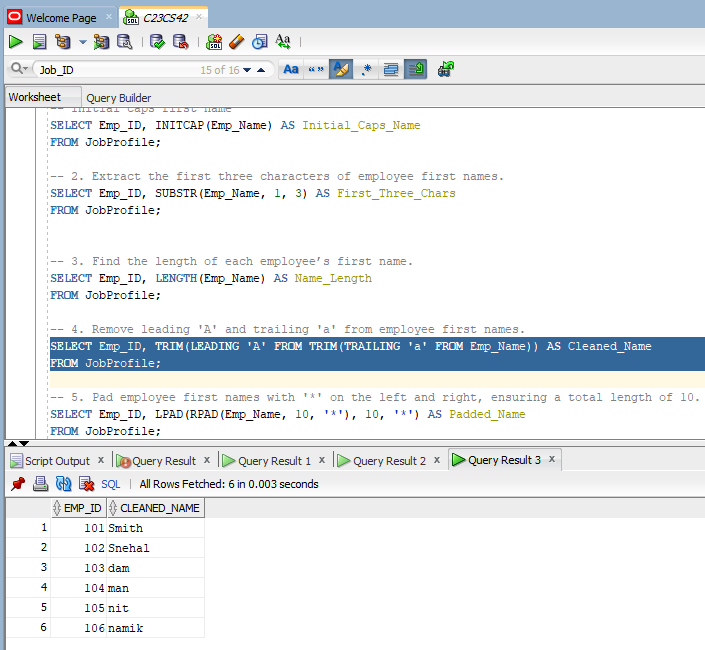 Welcome Page
C23CS42
Job_ID
15 of 16
Aa
“ ”
.*
Worksheet
Query Builder
-- initial caps first name
SELECT Emp_ID, INITCAP(Emp_Name) AS Initial_Caps_Name
FROM JobProfile;
-- 2. Extract the first three characters of employee first names.
SELECT Emp_ID, SUBSTR(Emp_Name, 1, 3) AS First_Three_Chars
FROM JobProfile;
-- 3. Find the length of each employee’s first name.
SELECT Emp_ID, LENGTH(Emp_Name) AS Name_Length
FROM JobProfile;
-- 4. Remove leading 'A' and trailing 'a' from employee first names.
SELECT Emp_ID, TRIM(LEADING 'A' FROM TRIM(TRAILING 'a' FROM Emp_Name)) AS Cleaned_Name
FROM JobProfile;
-- 5. Pad employee first names with '*' on the left and right, ensuring a total length of 10.
SELECT Emp_ID, LPAD(RPAD(Emp_Name, 10, '*'), 10, '*') AS Padded_Name
FROM JobProfile;
Script Output x Query Result x Query Result 1 x Query Result 2 x Query Result 3 x
SQL | All Rows Fetched: 6 in 0.003 seconds
EMP_ID CLEANED_NAME
1 101 Smith
2 102 Snehal
3 103 dam
4 104 man
5 105 nit
6 106 namik